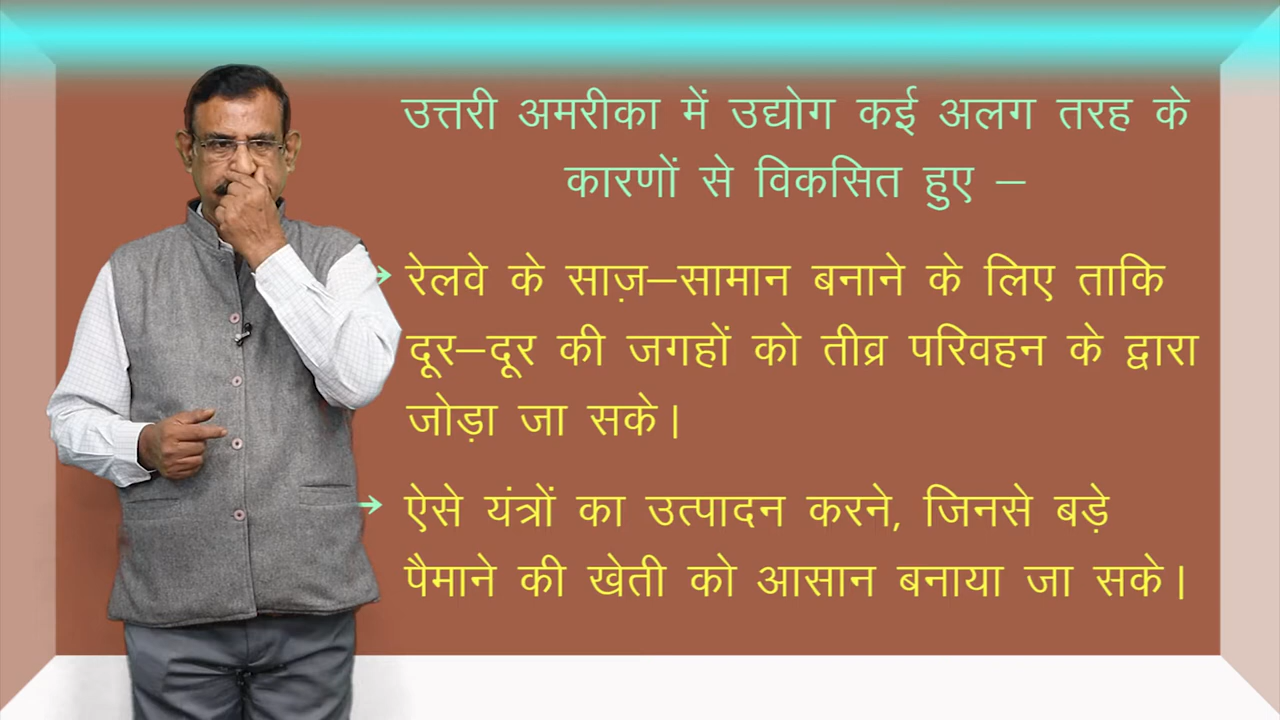 उत्तरी अमरीका में उद्योग कई अलग तरह के
कारणों से विकसित हुए –
रेलवे के साज़–सामान बनाने के लिए ताकि
दूर–दूर की जगहों को तीव्र परिवहन के द्वारा
जोड़ा जा सके।
ऐसे यंत्रों का उत्पादन करने, जिनसे बड़े
पैमाने की खेती को आसान बनाया जा सके।